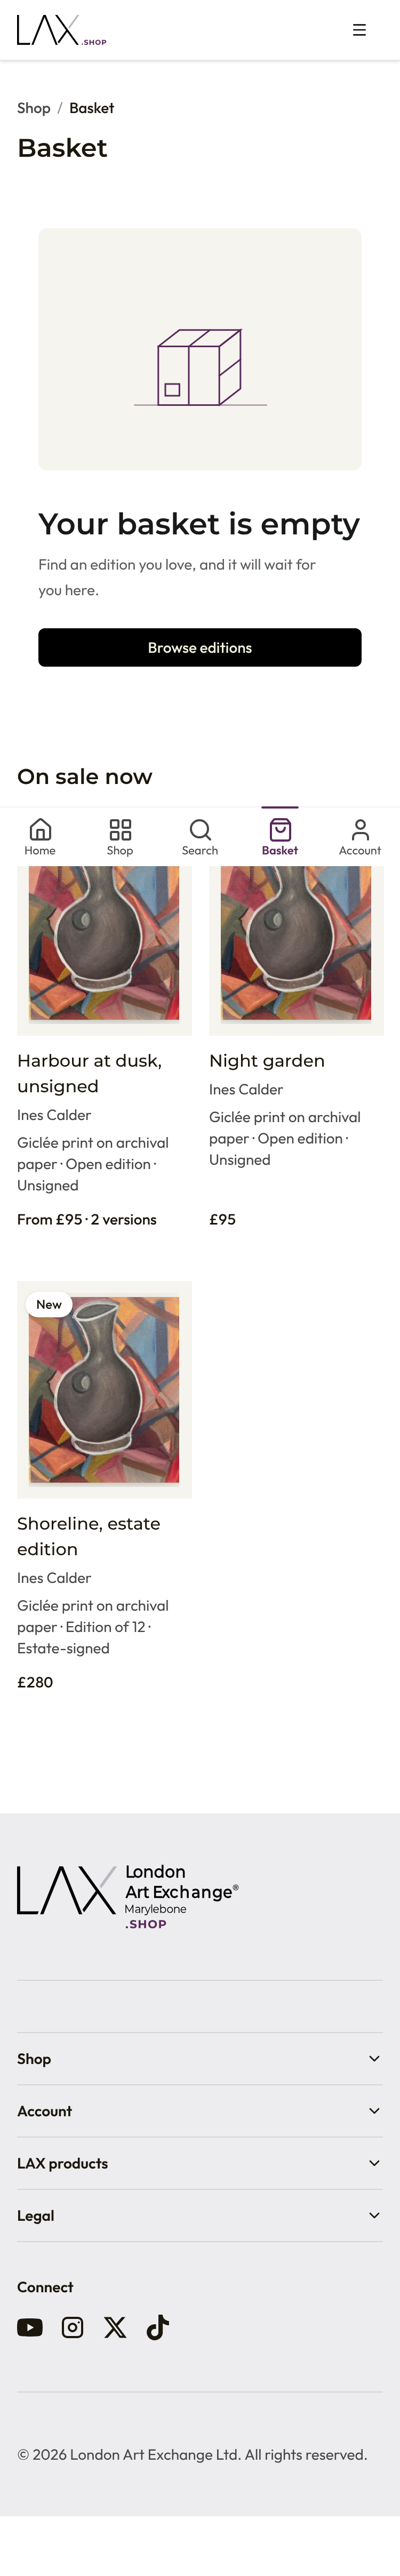 LAX .SHOP
Shop / Basket
Basket
Your basket is empty
Find an edition you love, and it will wait for
you here.
Browse editions
On sale now
Home
Shop
Search
Basket
Account
Harbour at dusk,
unsigned
Ines Calder
Giclée print on archival
paper · Open edition ·
Unsigned
From £95 · 2 versions
Night garden
Ines Calder
Giclée print on archival
paper · Open edition ·
Unsigned
£95
New
Shoreline, estate
edition
Ines Calder
Giclée print on archival
paper · Edition of 12 ·
Estate-signed
£280
LAX
London
Art Exchange®
Marylebone
.SHOP
Shop
Account
LAX products
Legal
Connect
© 2026 London Art Exchange Ltd. All rights reserved.